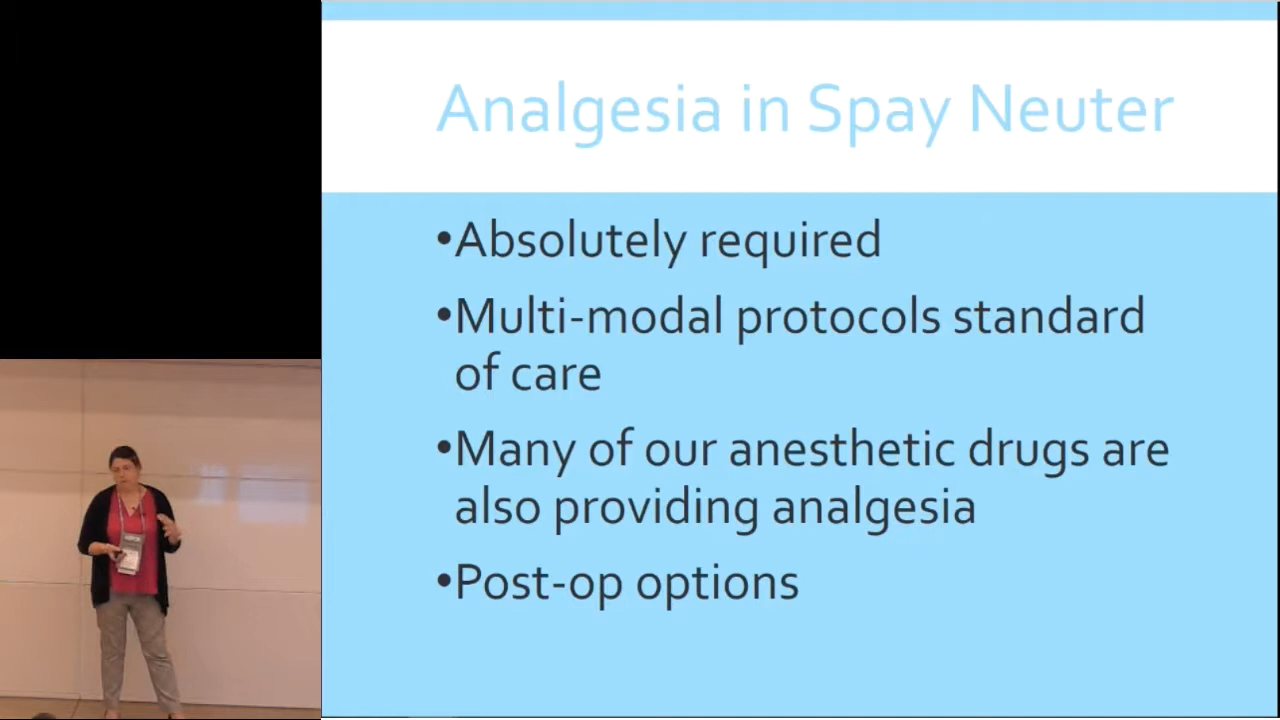 Analgesia in Spay Neuter
•Absolutely required
•Multi-modal protocols standard
of care
•Many of our anesthetic drugs are
also providing analgesia
•Post-op options